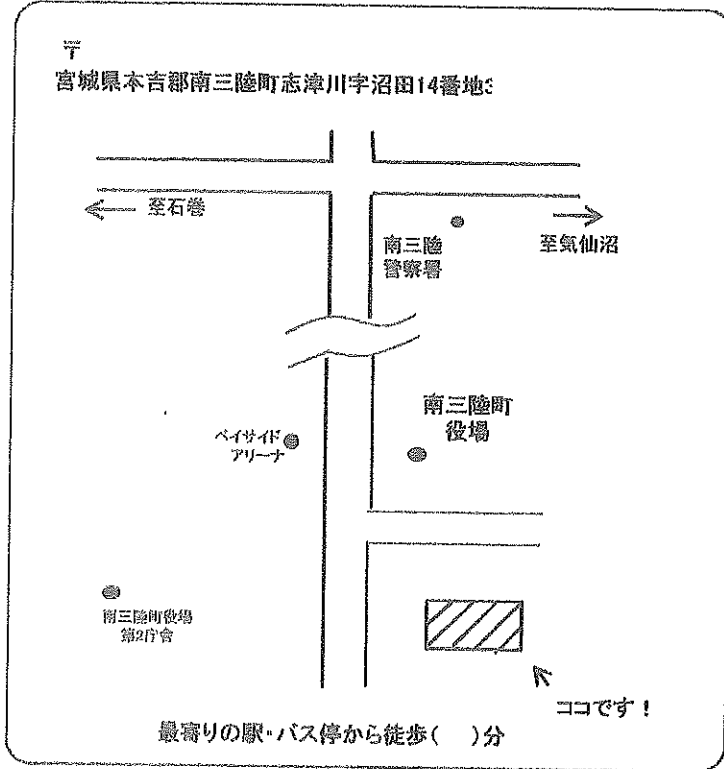 〒
宮城県本吉郡南三陸町志津川字沼田14番地3
至石巻
南三陸
警察署
至気仙沼
南三陸町
役場
ベイサイド
アリーナ
南三陸町役場
第2庁舎
ココです！
最寄りの駅・バス停から徒歩( )分